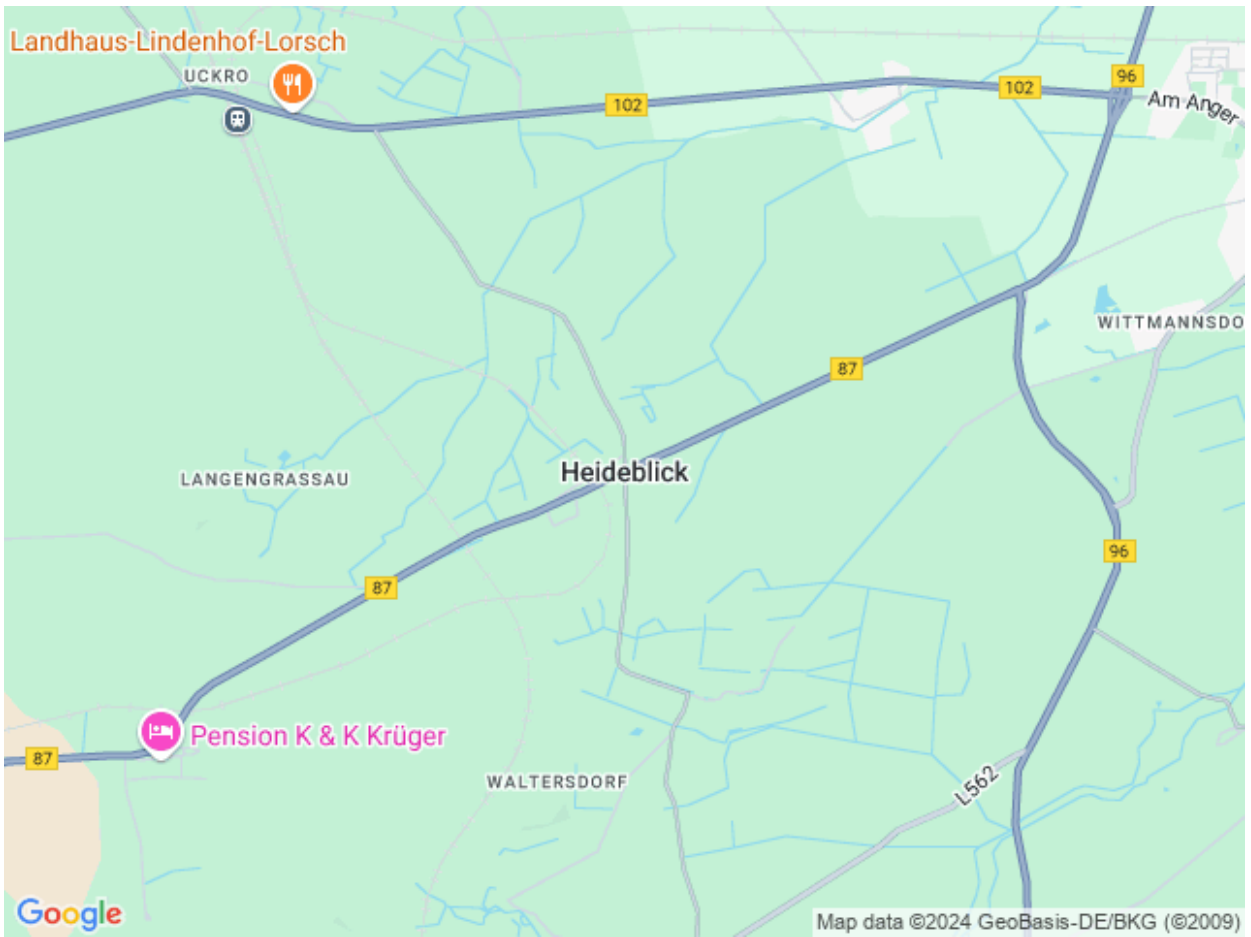 Landhaus-Lindenhof-Lorsch
UCKRO
96
102
102
Am Anger
WITTMANNSDO
87
Heideblick
LANGENGRASSAU
96
87
Pension K & K Krüger
87
WALTERSDORF
L562
Google
Map data ©2024 GeoBasis-DE/BKG (©2009)